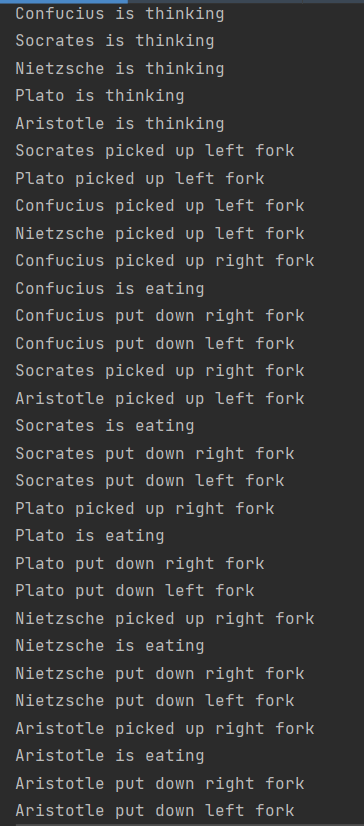 Confucius is thinking
Socrates is thinking
Nietzsche is thinking
Plato is thinking
Aristotle is thinking
Socrates picked up left fork
Plato picked up left fork
Confucius picked up left fork
Nietzsche picked up left fork
Confucius picked up right fork
Confucius is eating
Confucius put down right fork
Confucius put down left fork
Socrates picked up right fork
Aristotle picked up left fork
Socrates is eating
Socrates put down right fork
Socrates put down left fork
Plato picked up right fork
Plato is eating
Plato put down right fork
Plato put down left fork
Nietzsche picked up right fork
Nietzsche is eating
Nietzsche put down right fork
Nietzsche put down left fork
Aristotle picked up right fork
Aristotle is eating
Aristotle put down right fork
Aristotle put down left fork